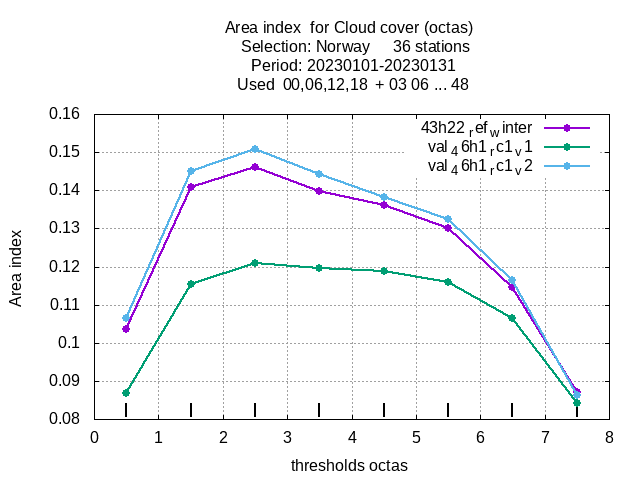 Area index  for Cloud cover (octas)
Selection: Norway     36 stations
Period: 20230101-20230131
Used  00,06,12,18  + 03 06 ... 48
43h22 ref winter
val 46h1 rc1 v1
val 46h1 rc1 v2
0.16
0.15
0.14
0.13
0.12
0.11
0.1
0.09
0.08
Area index
0 1 2 3 4 5 6 7 8
thresholds octas